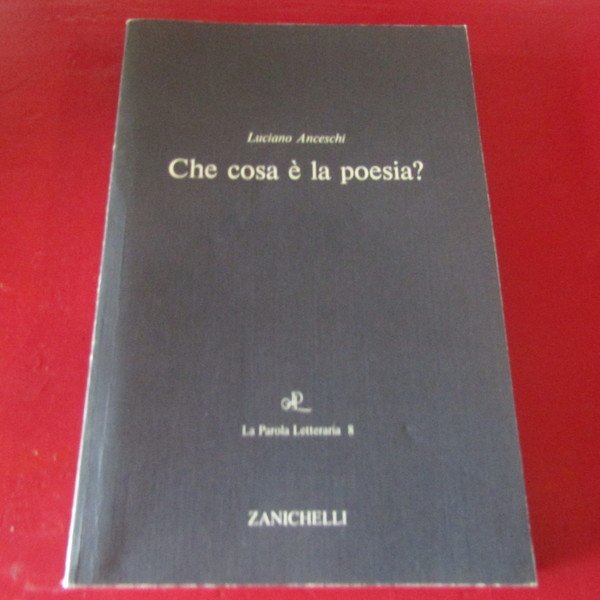 Luciano Anceschi
Che cosa è la poesia?
La Parola Letteraria 8
ZANICHELLI